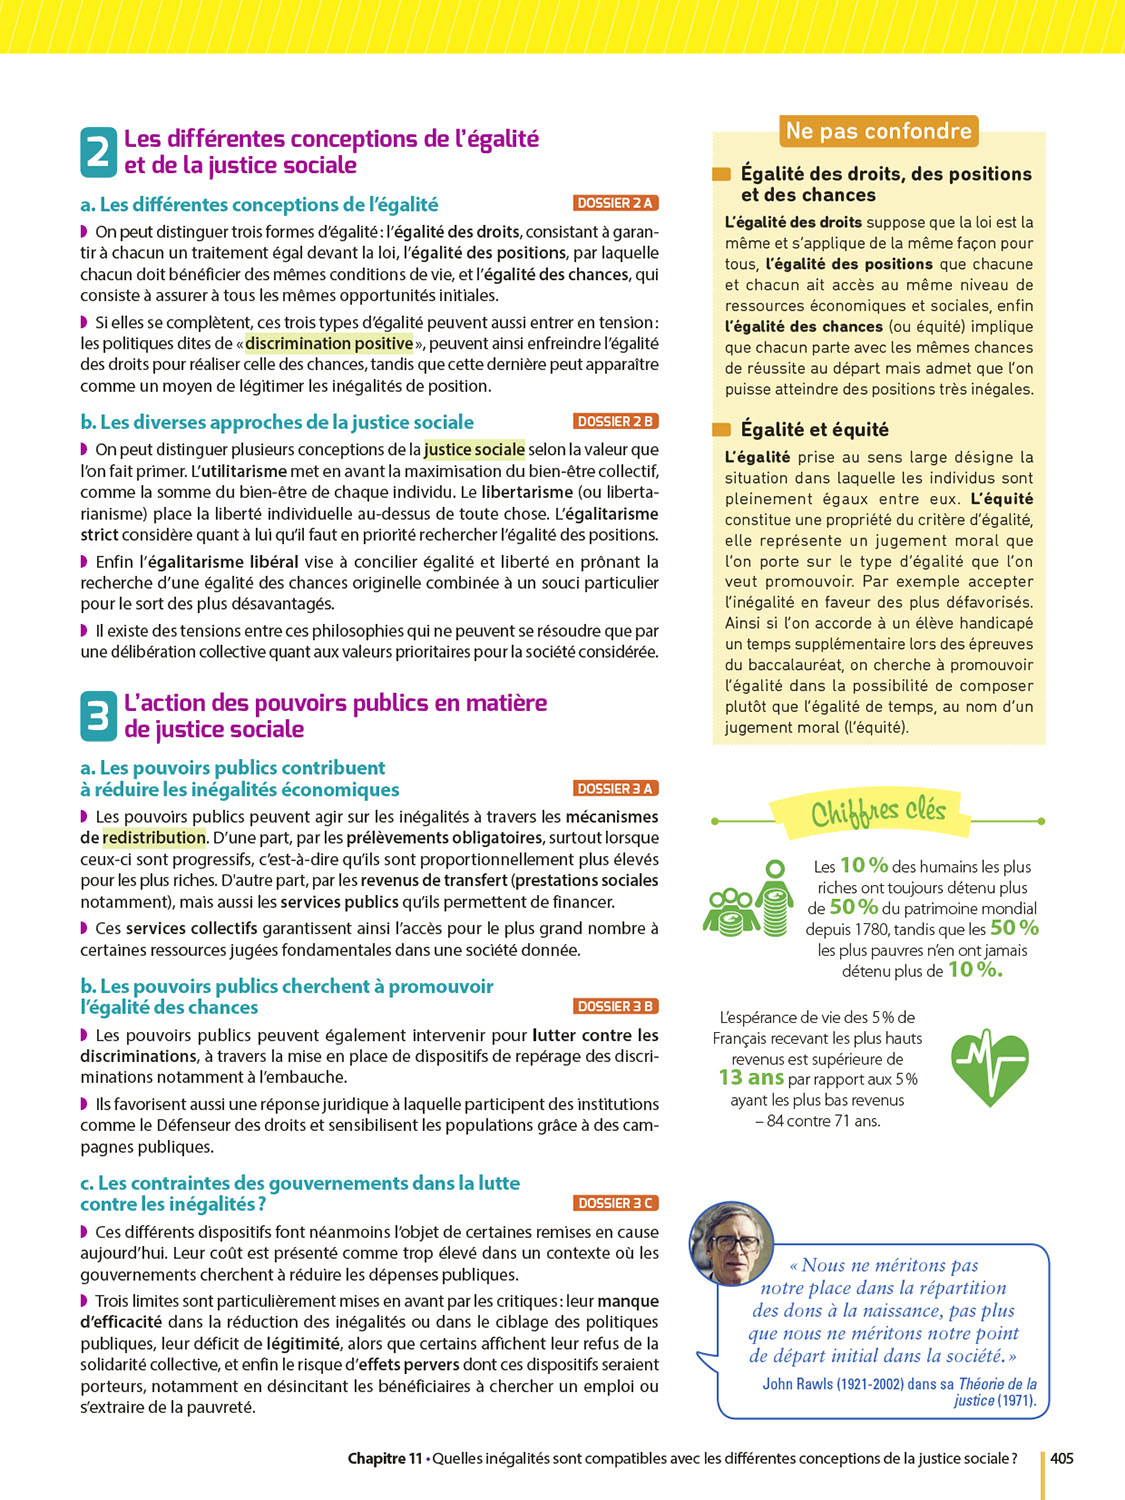 2 Les différentes conceptions de l'égalité
et de la justice sociale
a. Les différentes conceptions de l'égalité DOSSIER 2 A
On peut distinguer trois formes d'égalité : l'égalité des droits, consistant à garan-
tir à chacun un traitement égal devant la loi, l'égalité des positions, par laquelle
chacun doit bénéficier des mêmes conditions de vie, et l'égalité des chances, qui
consiste à assurer à tous les mêmes opportunités initiales.
Si elles se complètent, ces trois types d'égalité peuvent aussi entrer en tension :
les politiques dites de « discrimination positive », peuvent ainsi enfreindre l'égalité
des droits pour réaliser celle des chances, tandis que cette dernière peut apparaître
comme un moyen de légitimer les inégalités de position.
b. Les diverses approches de la justice sociale DOSSIER 2 B
On peut distinguer plusieurs conceptions de la justice sociale selon la valeur que
l'on fait primer. L'utilitarisme met en avant la maximisation du bien-être collectif,
comme la somme du bien-être de chaque individu. Le libertarisme (ou liberta-
rianisme) place la liberté individuelle au-dessus de toute chose. L'égalitarisme
strict considère quant à lui qu'il faut en priorité rechercher l'égalité des positions.
Enfin l'égalitarisme libéral vise à concilier égalité et liberté en prônant la
recherche d'une égalité des chances originelle combinée à un souci particulier
pour le sort des plus désavantagés.
Il existe des tensions entre ces philosophies qui ne peuvent se résoudre que par
une délibération collective quant aux valeurs prioritaires pour la société considérée.
3 L'action des pouvoirs publics en matière
de justice sociale
a. Les pouvoirs publics contribuent
à réduire les inégalités économiques DOSSIER 3 A
Les pouvoirs publics peuvent agir sur les inégalités à travers les mécanismes
de redistribution. D'une part, par les prélèvements obligatoires, surtout lorsque
ceux-ci sont progressifs, c'est-à-dire qu'ils sont proportionnellement plus élevés
pour les plus riches. D'autre part, par les revenus de transfert (prestations sociales
notamment), mais aussi les services publics qu'ils permettent de financer.
Ces services collectifs garantissent ainsi l'accès pour le plus grand nombre à
certaines ressources jugées fondamentales dans une société donnée.
b. Les pouvoirs publics cherchent à promouvoir
l'égalité des chances DOSSIER 3 B
Les pouvoirs publics peuvent également intervenir pour lutter contre les
discriminations, à travers la mise en place de dispositifs de repérage des discri-
minations notamment à l'embauche.
Ils favorisent aussi une réponse juridique à laquelle participent des institutions
comme le Défenseur des droits et sensibilisent les populations grâce à des cam-
pagnes publiques.
c. Les contraintes des gouvernements dans la lutte
contre les inégalités ? DOSSIER 3 C
Ces différents dispositifs font néanmoins l'objet de certaines remises en cause
aujourd'hui. Leur coût est présenté comme trop élevé dans un contexte où les
gouvernements cherchent à réduire les dépenses publiques.
Trois limites sont particulièrement mises en avant par les critiques : leur manque
d'efficacité dans la réduction des inégalités ou dans le ciblage des politiques
publiques, leur déficit de légitimité, alors que certains affichent leur refus de la
solidarité collective, et enfin le risque d'effets pervers dont ces dispositifs seraient
porteurs, notamment en désincitant les bénéficiaires à chercher un emploi ou
s'extraire de la pauvreté.
Ne pas confondre
Égalité des droits, des positions
et des chances
L'égalité des droits suppose que la loi est la
même et s'applique de la même façon pour
tous, l'égalité des positions que chacune
et chacun ait accès au même niveau de
ressources économiques et sociales, enfin
l'égalité des chances (ou équité) implique
que chacun parte avec les mêmes chances
de réussite au départ mais admet que l'on
puisse atteindre des positions très inégales.
Égalité et équité
L'égalité prise au sens large désigne la
situation dans laquelle les individus sont
pleinement égaux entre eux. L'équité
constitue une propriété du critère d'égalité,
elle représente un jugement moral que
l'on porte sur le type d'égalité que l'on
veut promouvoir. Par exemple accepter
l'inégalité en faveur des plus défavorisés.
Ainsi si l'on accorde à un élève handicapé
un temps supplémentaire lors des épreuves
du baccalauréat, on cherche à promouvoir
l'égalité dans la possibilité de composer
plutôt que l'égalité de temps, au nom d'un
jugement moral (l'équité).
Chiffres clés
Les 10 % des humains les plus
riches ont toujours détenu plus
de 50 % du patrimoine mondial
depuis 1780, tandis que les 50 %
les plus pauvres n'en ont jamais
détenu plus de 10 %.
L'espérance de vie des 5 % de
Français recevant les plus hauts
revenus est supérieure de
13 ans par rapport aux 5 %
ayant les plus bas revenus
– 84 contre 71 ans.
« Nous ne méritons pas
notre place dans la répartition
des dons à la naissance, pas plus
que nous ne méritons notre point
de départ initial dans la société. »
John Rawls (1921-2002) dans sa Théorie de la
justice (1971).
Chapitre 11 • Quelles inégalités sont compatibles avec les différentes conceptions de la justice sociale ? 405